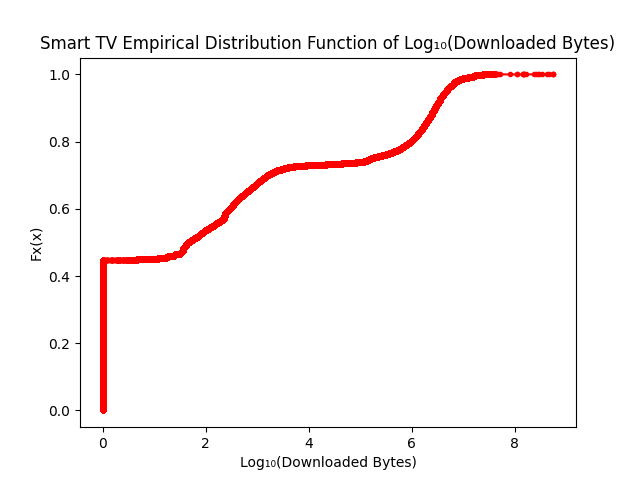 Smart TV Empirical Distribution Function of Log₁₀(Downloaded Bytes)
1.0
0.8
0.6
0.4
0.2
0.0
Fx(x)
0 2 4 6 8
Log₁₀(Downloaded Bytes)